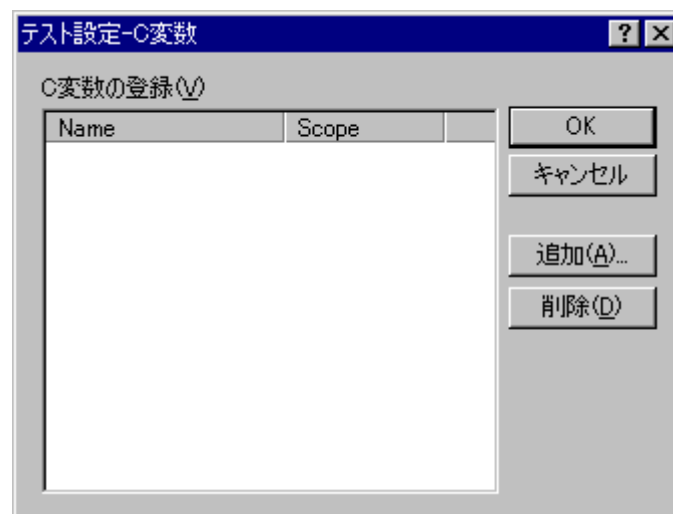 テスト設定-C変数
C変数の登録(V)
Name Scope
OK
キャンセル
追加(A)...
削除(D)